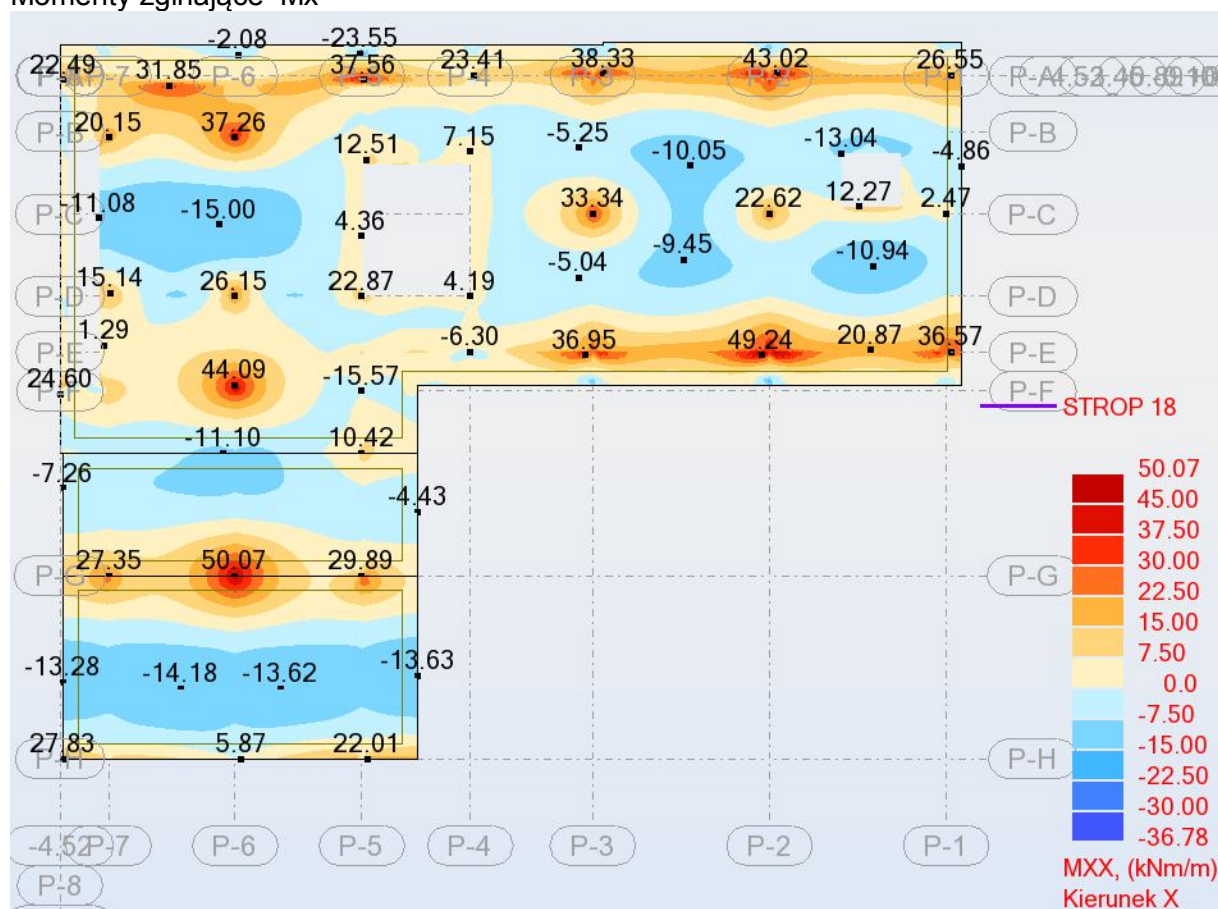 Momenty zginające Mx
-2.08 -23.55
22.49 31.85 37.56 23.41 38.33 43.02 26.55
P-7 P-6 P-5 P-4 P-3 P-2 P-A
20.15 37.26 12.51 7.15 -5.25 -10.05 -13.04 -4.86
P-B P-B
-11.08 -15.00 4.36 33.34 22.62 12.27 2.47
P-C P-C
-9.45 -5.04 -10.94
15.14 26.15 22.87 4.19
P-D P-D
1.29 -6.30 36.95 49.24 20.87 36.57
P-E P-E
24.60 44.09 -15.57
P-F P-F
STROP 18
-11.10 10.42
-7.26 -4.43
27.35 50.07 29.89
P-G P-G
-13.28 -14.18 -13.62 -13.63
27.83 5.87 22.01
P-H P-H
50.07
45.00
37.50
30.00
22.50
15.00
7.50
0.0
-7.50
-15.00
-22.50
-30.00
-36.78
-4.52 P-7 P-6 P-5 P-4 P-3 P-2 P-1
P-8
MXX, (kNm/m)
Kierunek X